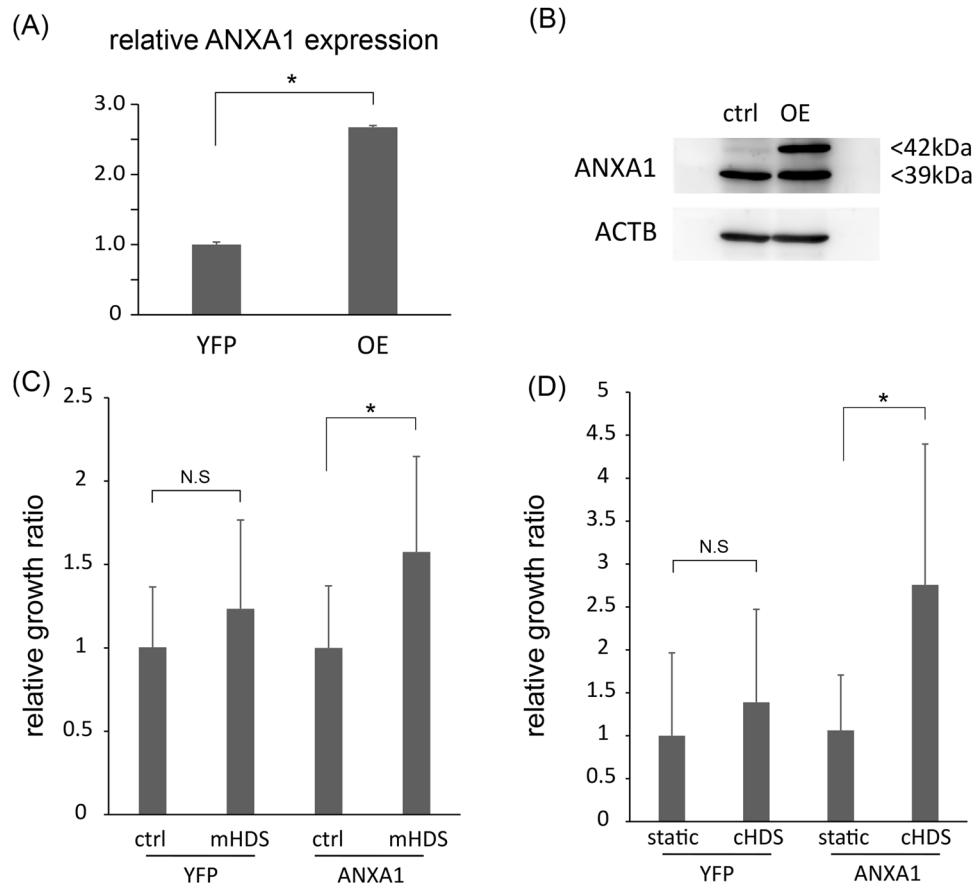 (A)
relative ANXA1 expression
*
3.0
2.0
1.0
0
YFP OE
(B)
ctrl OE
ANXA1
<42kDa
<39kDa
ACTB
(C)
relative growth ratio
2.5
2
1.5
1
0.5
0
N.S
*
ctrl mHDS ctrl mHDS
YFP ANXA1
(D)
relative growth ratio
5
4.5
4
3.5
3
2.5
2
1.5
1
0.5
0
N.S
*
static cHDS static cHDS
YFP ANXA1